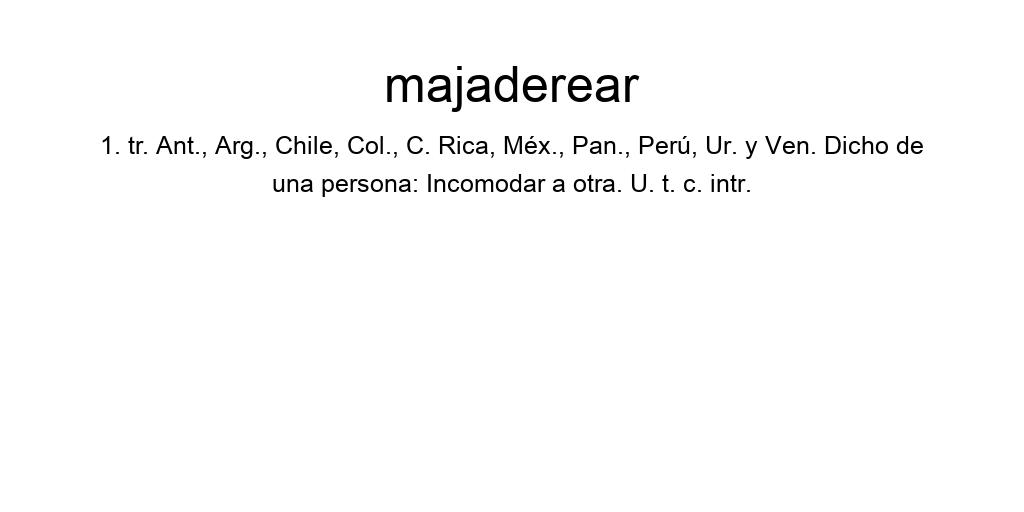 majaderear
1. tr. Ant., Arg., Chile, Col., C. Rica, Méx., Pan., Perú, Ur. y Ven. Dicho de
una persona: Incomodar a otra. U. t. c. intr.